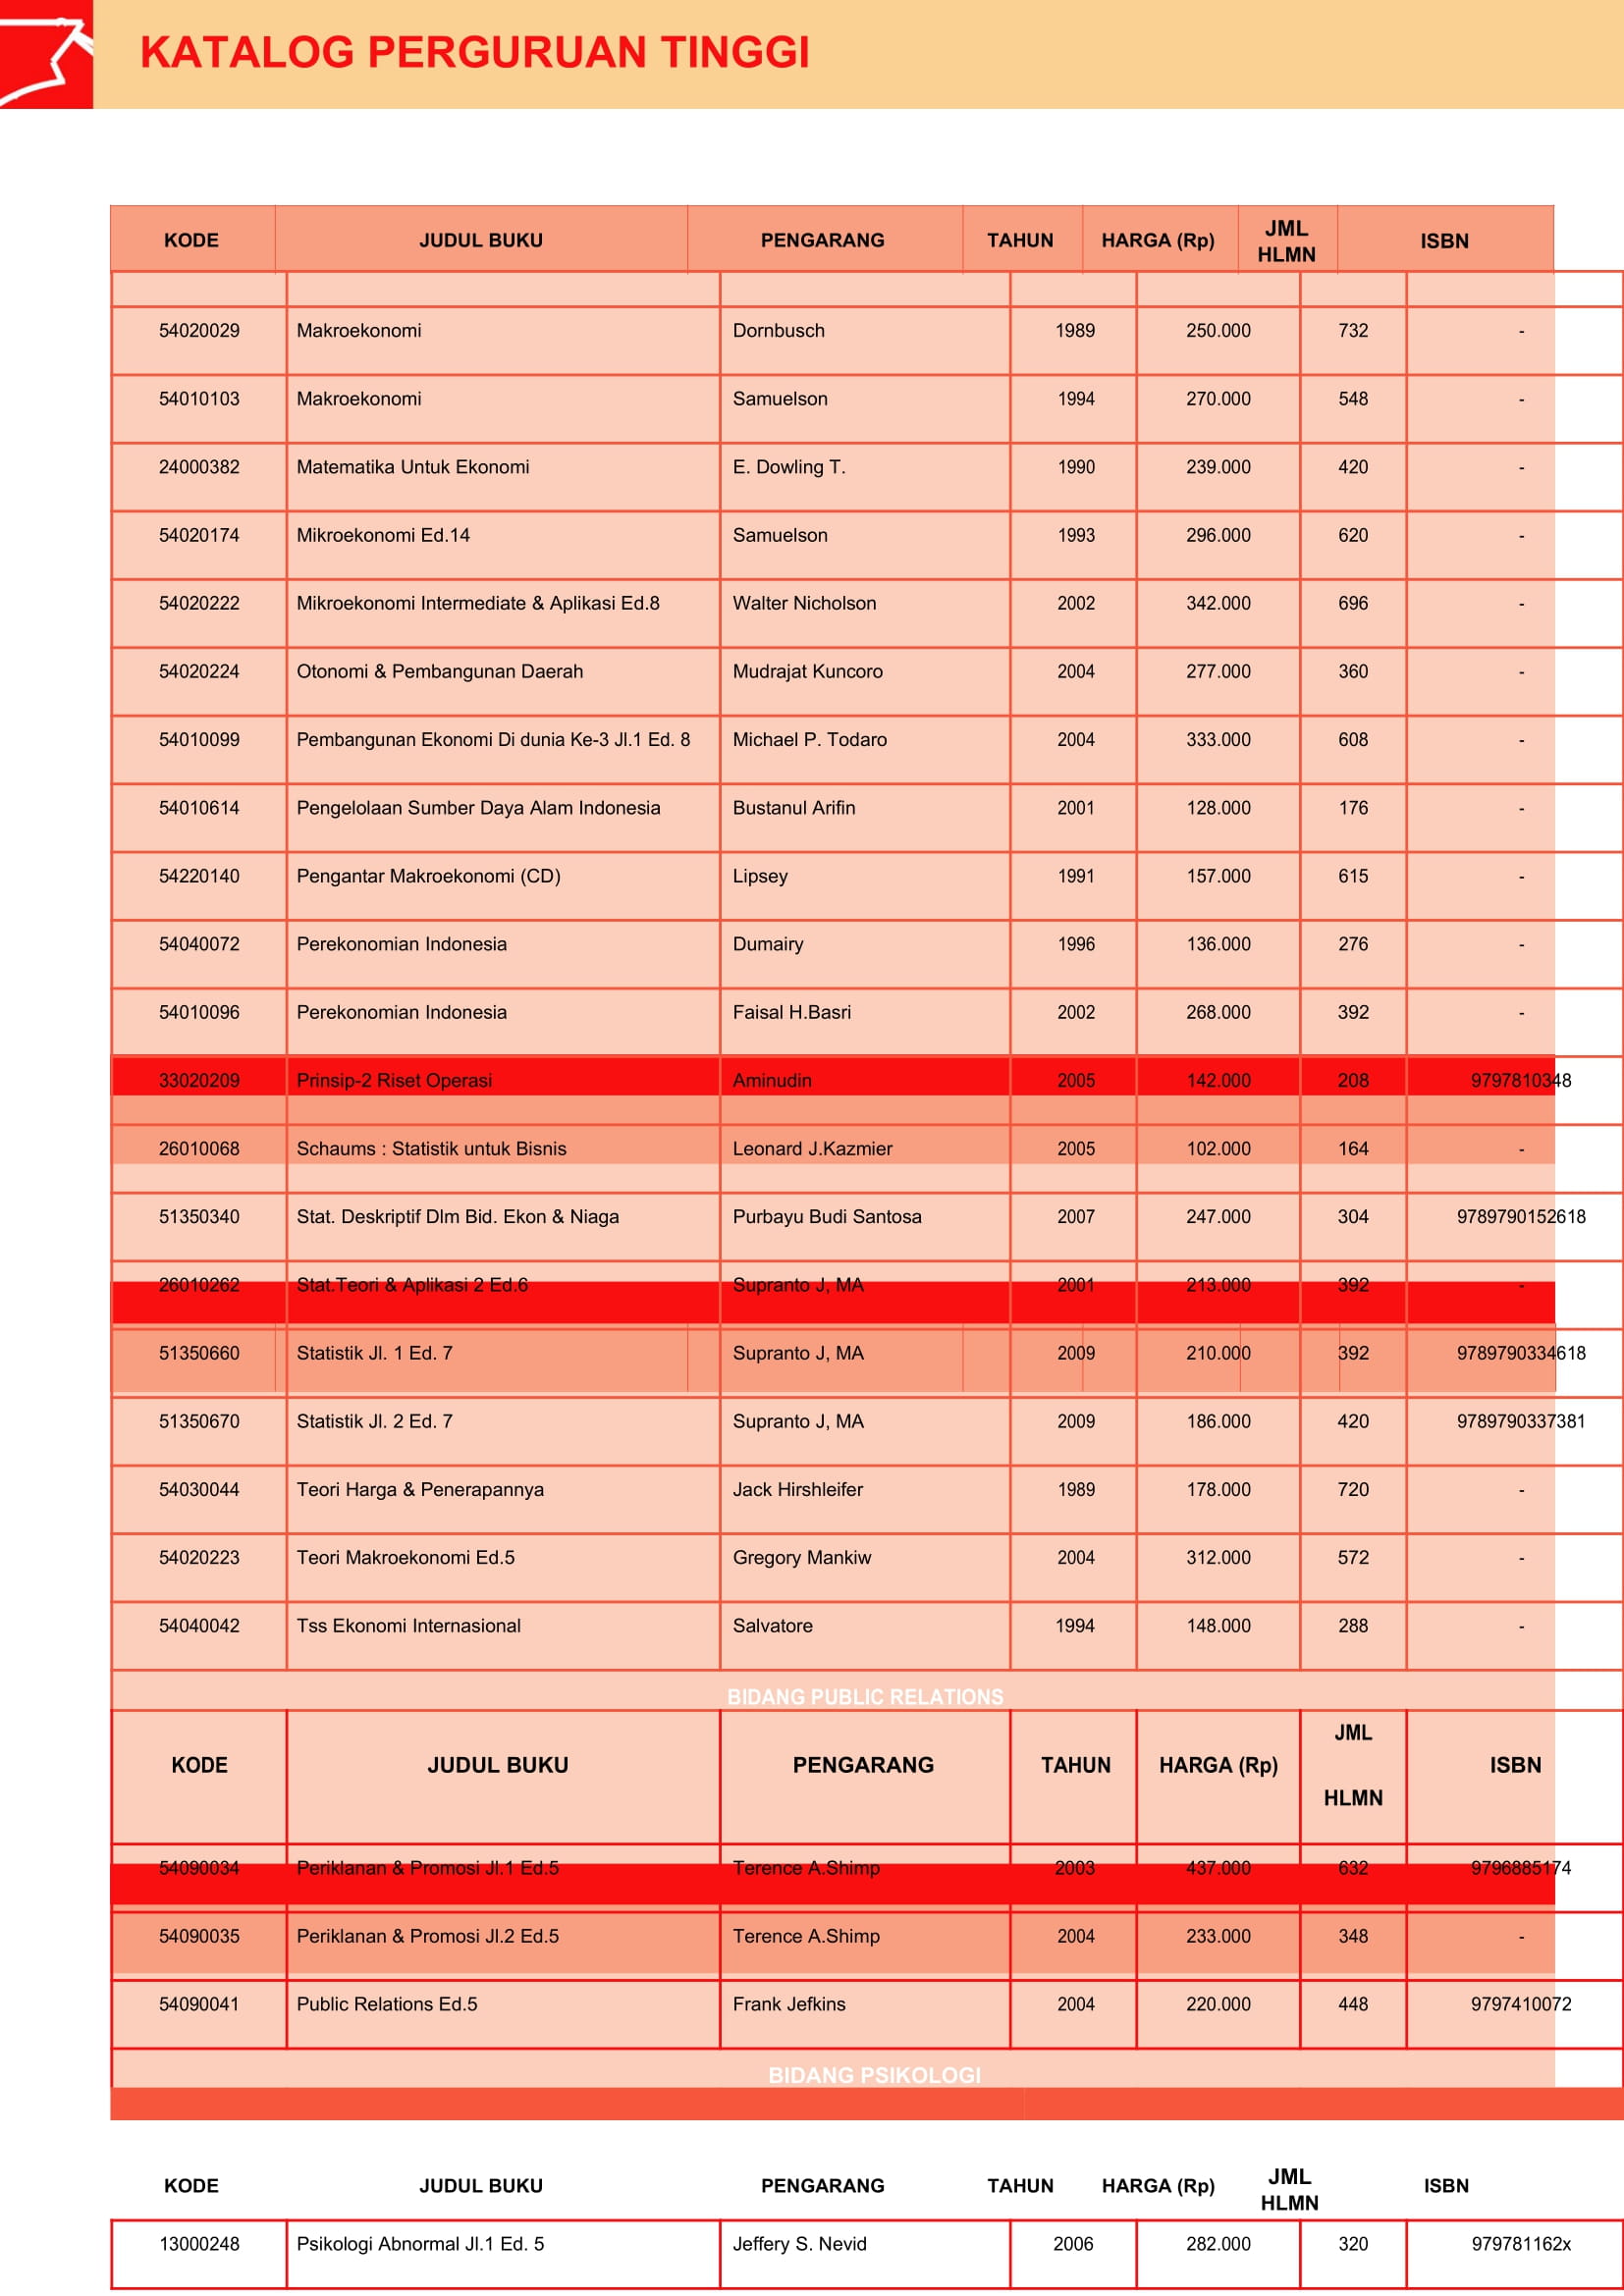 KATALOG PERGURUAN TINGGI
KODE JUDUL BUKU PENGARANG TAHUN HARGA (Rp) JML HLMN ISBN
54020029 Makroekonomi Dornbusch 1989 250.000 732 -
54010103 Makroekonomi Samuelson 1994 270.000 548 -
24000382 Matematika Untuk Ekonomi E. Dowling T. 1990 239.000 420 -
54020174 Mikroekonomi Ed.14 Samuelson 1993 296.000 620 -
54020222 Mikroekonomi Intermediate & Aplikasi Ed.8 Walter Nicholson 2002 342.000 696 -
54020224 Otonomi & Pembangunan Daerah Mudrajat Kuncoro 2004 277.000 360 -
54010099 Pembangunan Ekonomi Di dunia Ke-3 Jl.1 Ed. 8 Michael P. Todaro 2004 333.000 608 -
54010614 Pengelolaan Sumber Daya Alam Indonesia Bustanul Arifin 2001 128.000 176 -
54220140 Pengantar Makroekonomi (CD) Lipsey 1991 157.000 615 -
54040072 Perekonomian Indonesia Dumairy 1996 136.000 276 -
54010096 Perekonomian Indonesia Faisal H.Basri 2002 268.000 392 -
33020209 Prinsip-2 Riset Operasi Aminudin 2005 142.000 208 9797810348
26010068 Schaums : Statistik untuk Bisnis Leonard J.Kazmier 2005 102.000 164 -
51350340 Stat. Deskriptif Dlm Bid. Ekon & Niaga Purbayu Budi Santosa 2007 247.000 304 9789790152618
26010262 Stat.Teori & Aplikasi 2 Ed.6 Supranto J, MA 2001 213.000 392 -
51350660 Statistik Jl. 1 Ed. 7 Supranto J, MA 2009 210.000 392 9789790334618
51350670 Statistik Jl. 2 Ed. 7 Supranto J, MA 2009 186.000 420 9789790337381
54030044 Teori Harga & Penerapannya Jack Hirshleifer 1989 178.000 720 -
54020223 Teori Makroekonomi Ed.5 Gregory Mankiw 2004 312.000 572 -
54040042 Tss Ekonomi Internasional Salvatore 1994 148.000 288 -
BIDANG PUBLIC RELATIONS
KODE JUDUL BUKU PENGARANG TAHUN HARGA (Rp) JML HLMN ISBN
54090034 Periklanan & Promosi Jl.1 Ed.5 Terence A.Shimp 2003 437.000 632 9796885174
54090035 Periklanan & Promosi Jl.2 Ed.5 Terence A.Shimp 2004 233.000 348 -
54090041 Public Relations Ed.5 Frank Jefkins 2004 220.000 448 9797410072
BIDANG PSIKOLOGI
KODE JUDUL BUKU PENGARANG TAHUN HARGA (Rp) JML HLMN ISBN
13000248 Psikologi Abnormal Jl.1 Ed. 5 Jeffery S. Nevid 2006 282.000 320 979781162x